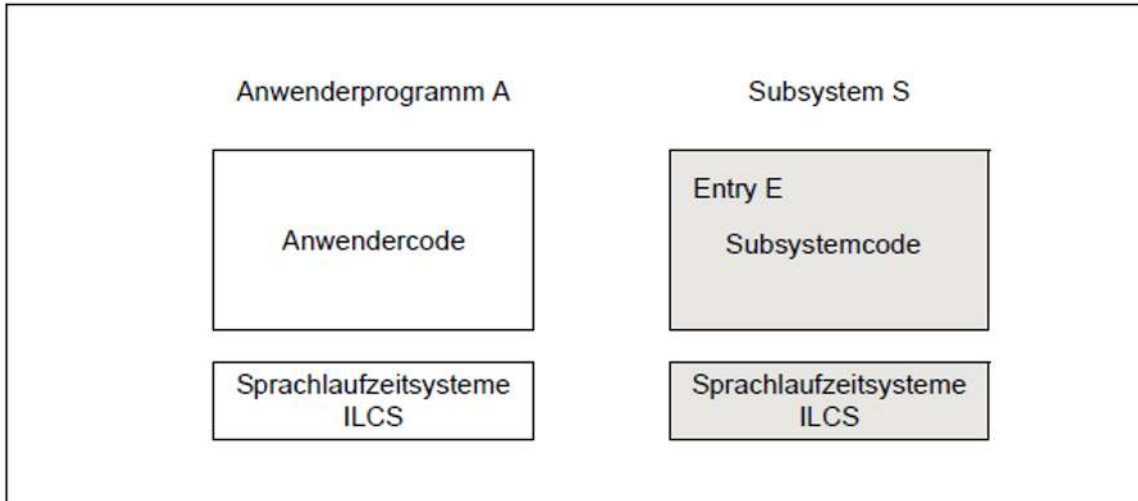 Anwenderprogramm A
Subsystem S
Anwendercode
Entry E
Subsystemcode
Sprachlaufzeitsysteme
ILCS
Sprachlaufzeitsysteme
ILCS